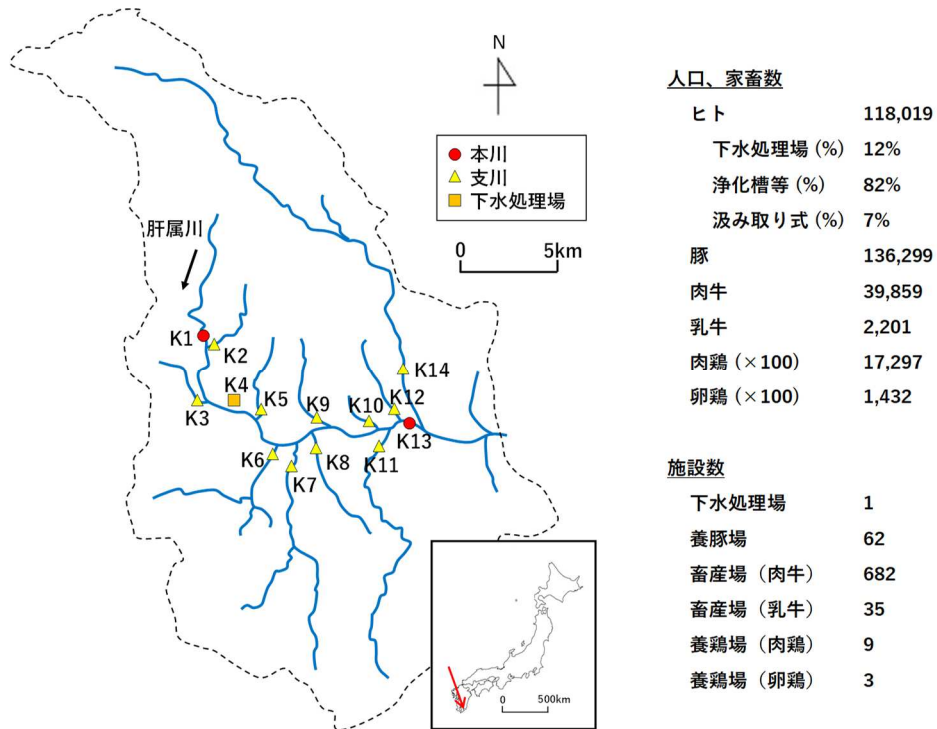 N
本川
支川
下水処理場
0 5km
肝属川
K1
K2
K3
K4
K5
K6
K7
K8
K9
K10
K11
K12
K13
K14
0 500km
人口、家畜数
ヒト 118,019
下水処理場 (%) 12%
浄化槽等 (%) 82%
汲み取り式 (%) 7%
豚 136,299
肉牛 39,859
乳牛 2,201
肉鶏 (×100) 17,297
卵鶏 (×100) 1,432
施設数
下水処理場 1
養豚場 62
畜産場（肉牛） 682
畜産場（乳牛） 35
養鶏場（肉鶏） 9
養鶏場（卵鶏） 3